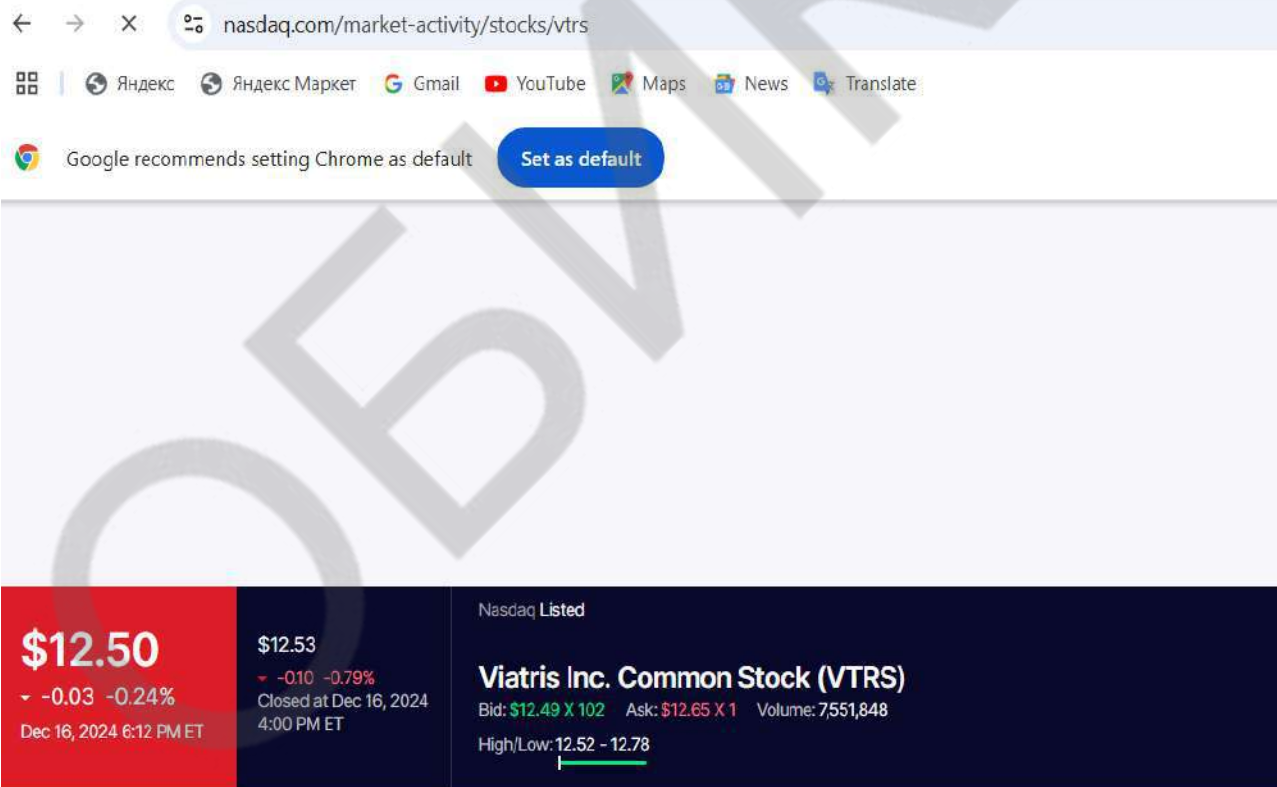 nasdaq.com/market-activity/stocks/vtrs
Яндекс Яндекс Маркет Gmail YouTube Maps News Translate
Google recommends setting Chrome as default Set as default
$12.50
-0.03 -0.24%
Dec 16, 2024 6:12 PM ET
$12.53
-0.10 -0.79%
Closed at Dec 16, 2024
4:00 PM ET
Nasdaq Listed
Viatris Inc. Common Stock (VTRS)
Bid: $12.49 X 102 Ask: $12.65 X 1 Volume: 7,551,848
High/Low: 12.52 - 12.78